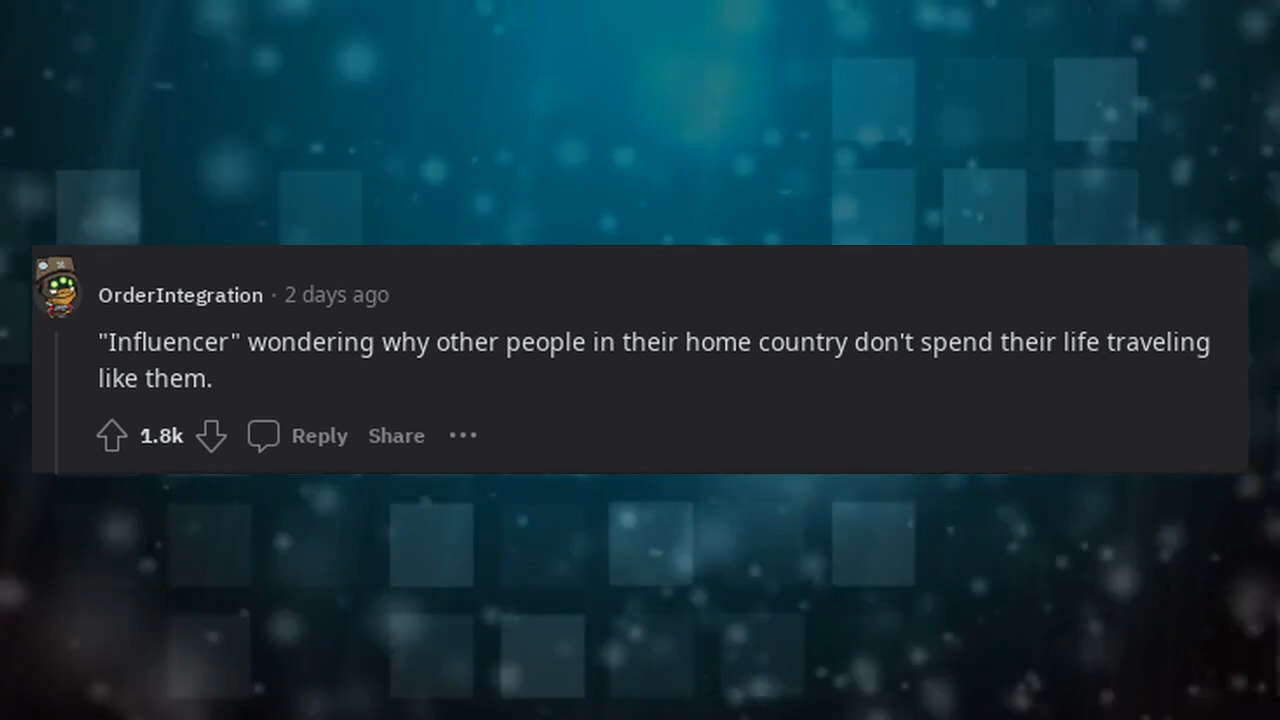 OrderIntegration · 2 days ago
"Influencer" wondering why other people in their home country don't spend their life traveling
like them.
1.8k Reply Share ···